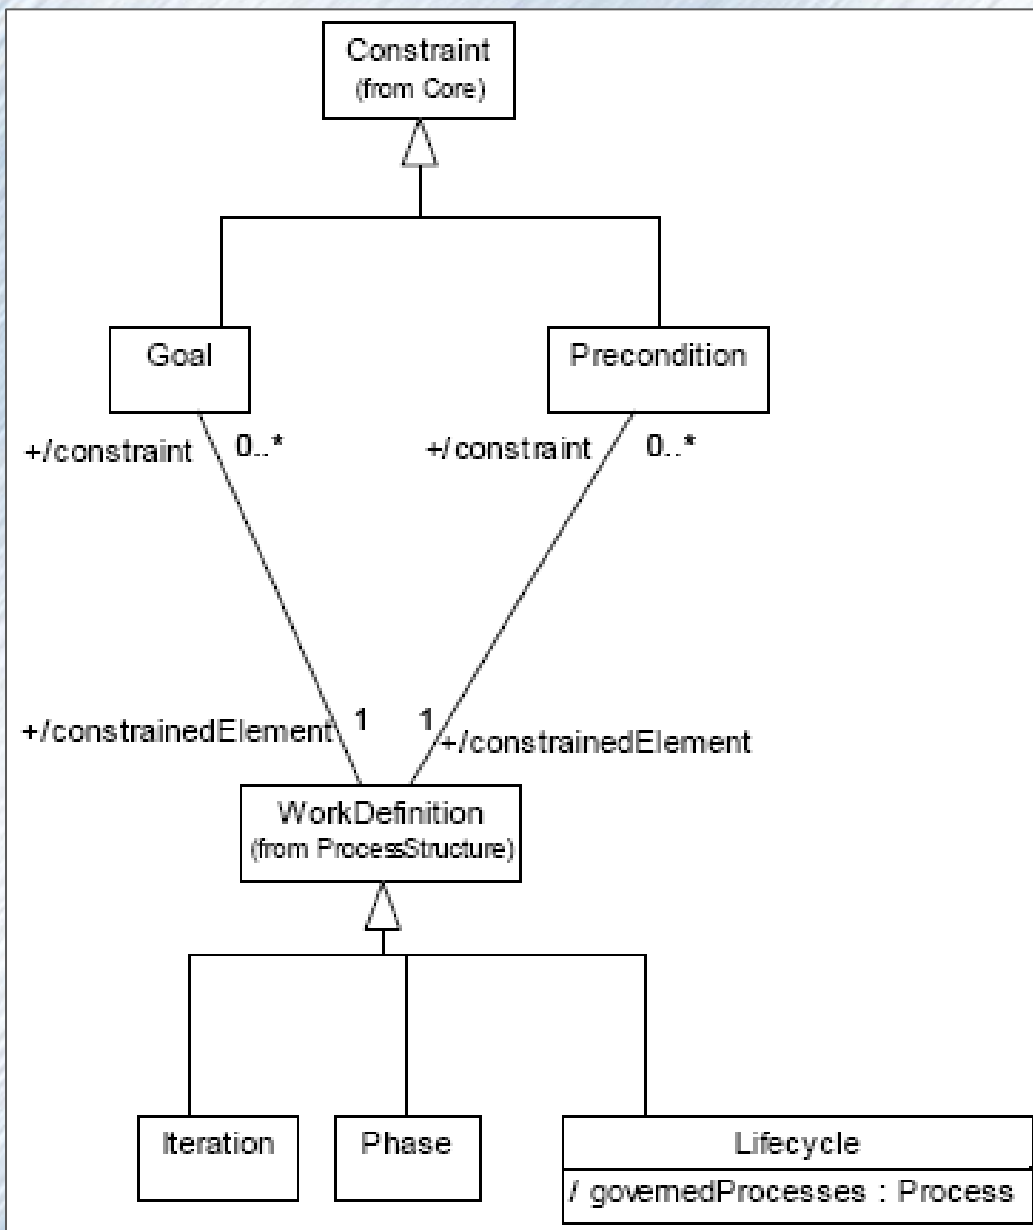 Constraint
(from Core)
Goal
Precondition
+/constraint
0..*
+/constraint
0..*
+/constrainedElement
1
1
+/constrainedElement
WorkDefinition
(from ProcessStructure)
Iteration
Phase
Lifecycle
/ governedProcesses : Process